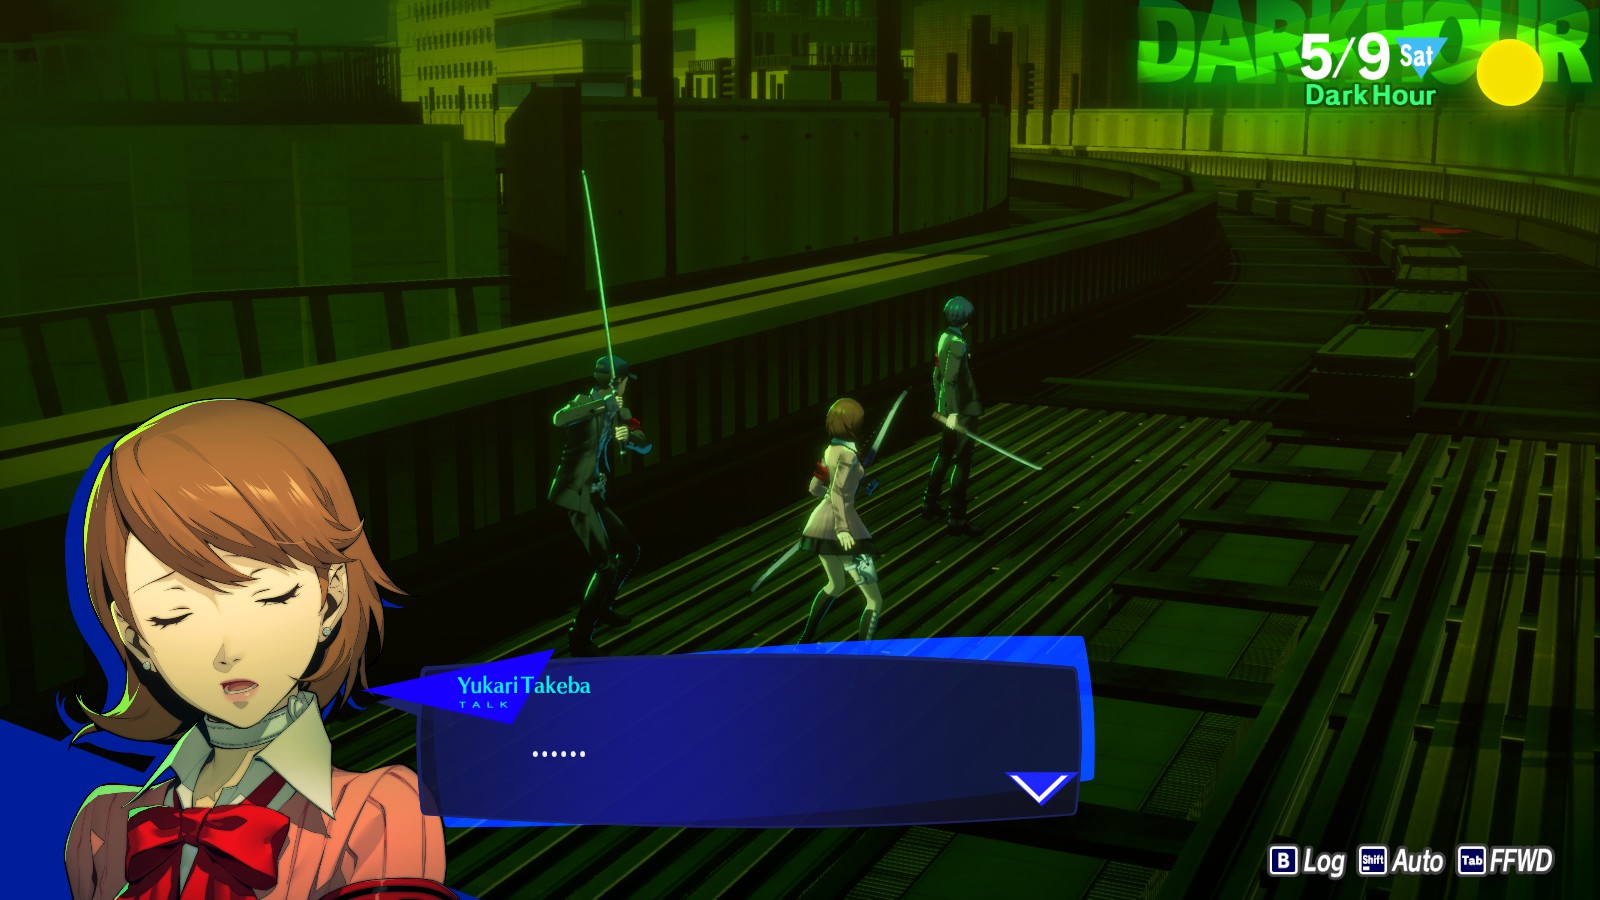 DARK HOUR
5/9 Sat
Dark Hour
Yukari Takeba
TALK
......
B Log Shift Auto Tab FFWD